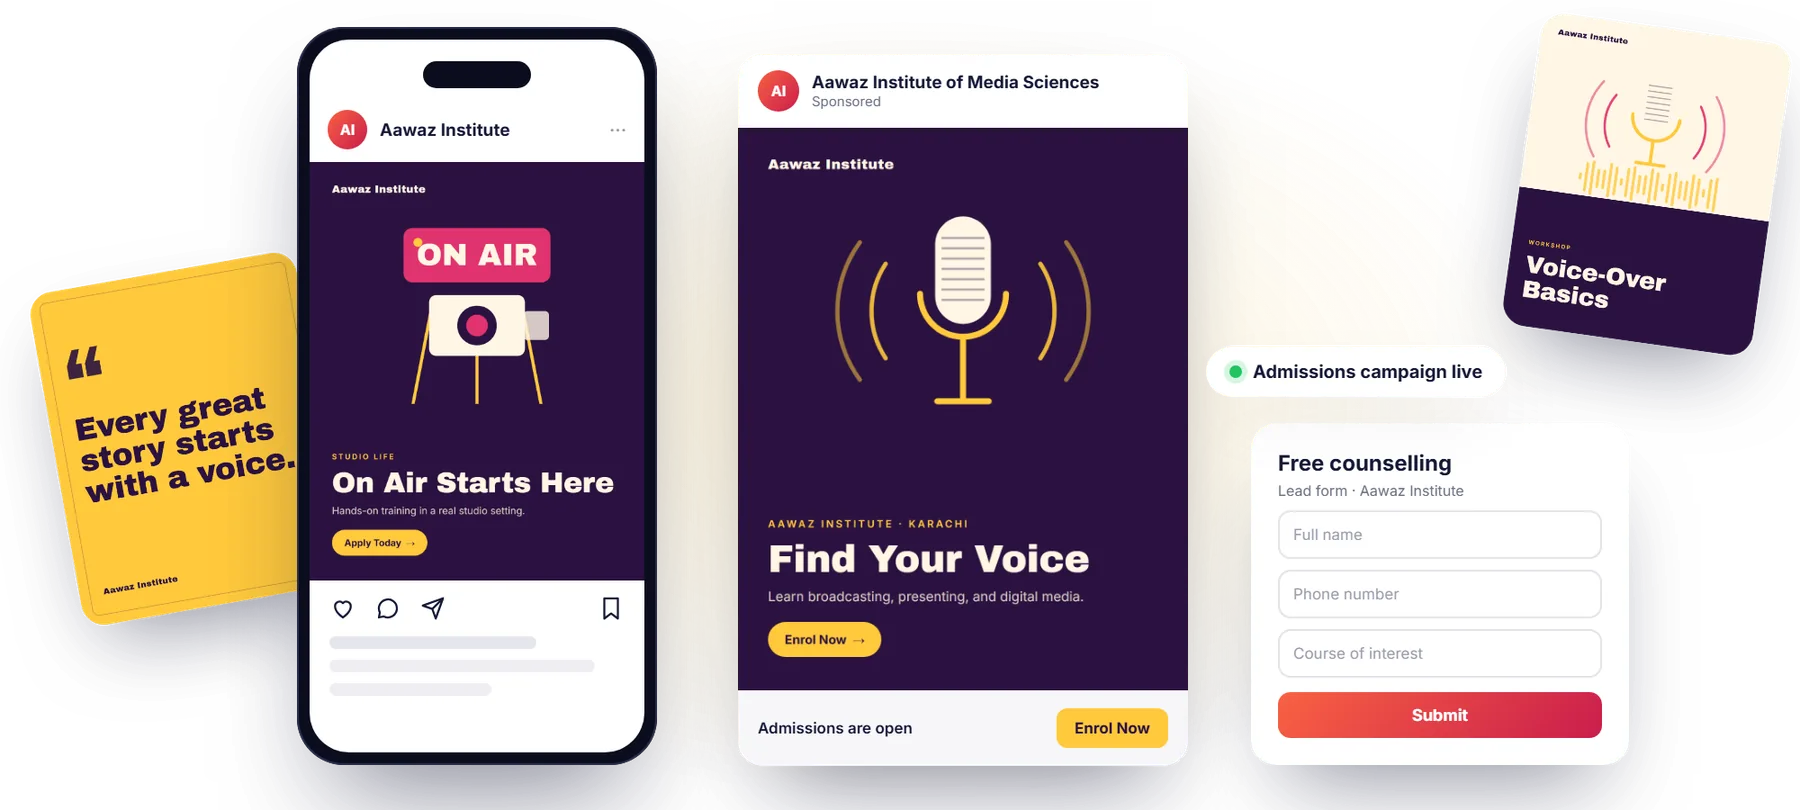 “
Every great
story starts
with a voice.
Aawaz Institute
AI
Aawaz Institute
Aawaz Institute
ON AIR
STUDIO LIFE
On Air Starts Here
Hands-on training in a real studio setting.
Apply Today →
AI
Aawaz Institute of Media Sciences
Sponsored
Aawaz Institute
AAWAZ INSTITUTE · KARACHI
Find Your Voice
Learn broadcasting, presenting, and digital media.
Enrol Now →
Admissions are open
Enrol Now
Admissions campaign live
Free counselling
Lead form · Aawaz Institute
Full name
Phone number
Course of interest
Submit
Aawaz Institute
WORKSHOP
Voice-Over
Basics